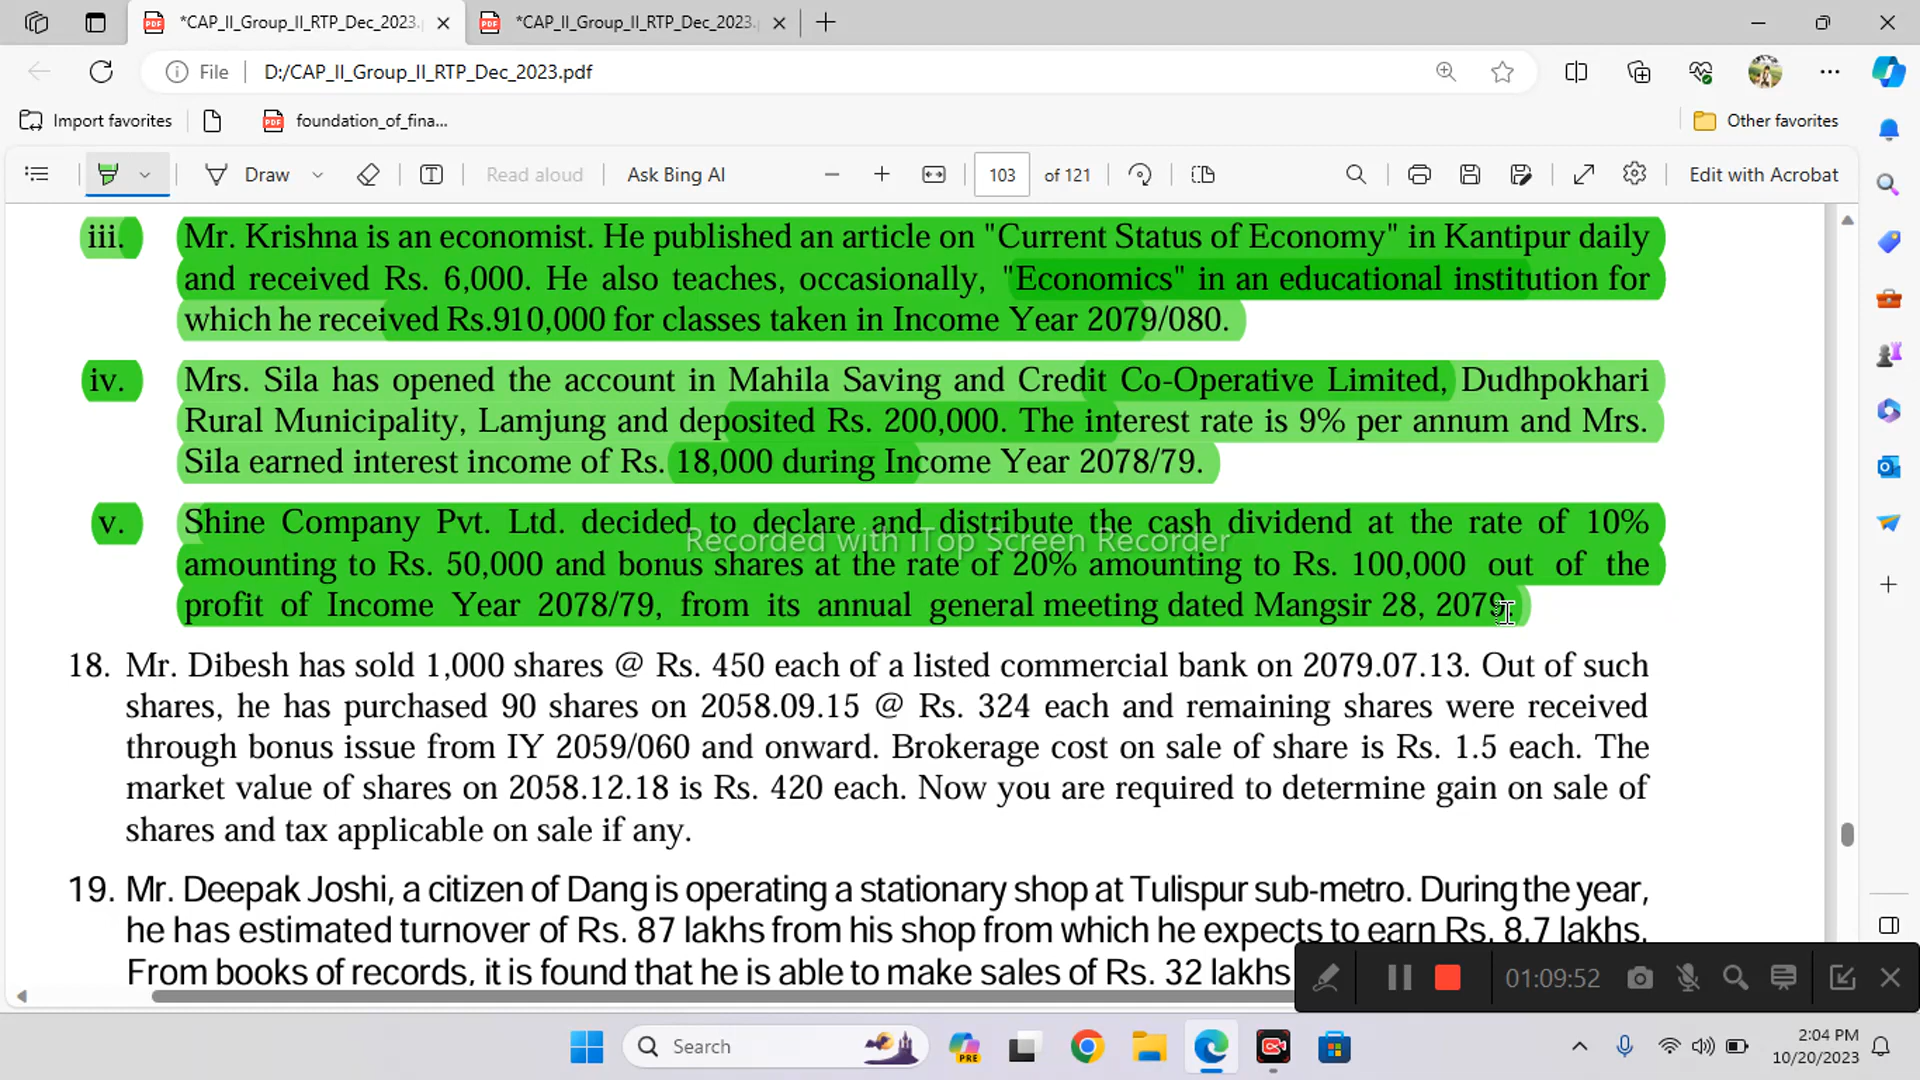 *CAP_II_Group_II_RTP_Dec_2023.
*CAP_II_Group_II_RTP_Dec_2023.
File
D:/CAP_II_Group_II_RTP_Dec_2023.pdf
Import favorites
foundation_of_fina...
Other favorites
Draw
Read aloud
Ask Bing AI
103 of 121
Edit with Acrobat
iii. Mr. Krishna is an economist. He published an article on "Current Status of Economy" in Kantipur daily
and received Rs. 6,000. He also teaches, occasionally, "Economics" in an educational institution for
which he received Rs.910,000 for classes taken in Income Year 2079/080.
iv. Mrs. Sila has opened the account in Mahila Saving and Credit Co-Operative Limited, Dudhpokhari
Rural Municipality, Lamjung and deposited Rs. 200,000. The interest rate is 9% per annum and Mrs.
Sila earned interest income of Rs. 18,000 during Income Year 2078/79.
v. Shine Company Pvt. Ltd. decided to declare and distribute the cash dividend at the rate of 10%
Recorded with iTop Screen Recorder
amounting to Rs. 50,000 and bonus shares at the rate of 20% amounting to Rs. 100,000 out of the
profit of Income Year 2078/79, from its annual general meeting dated Mangsir 28, 2079.
18. Mr. Dibesh has sold 1,000 shares @ Rs. 450 each of a listed commercial bank on 2079.07.13. Out of such
shares, he has purchased 90 shares on 2058.09.15 @ Rs. 324 each and remaining shares were received
through bonus issue from IY 2059/060 and onward. Brokerage cost on sale of share is Rs. 1.5 each. The
market value of shares on 2058.12.18 is Rs. 420 each. Now you are required to determine gain on sale of
shares and tax applicable on sale if any.
19. Mr. Deepak Joshi, a citizen of Dang is operating a stationary shop at Tulispur sub-metro. During the year,
he has estimated turnover of Rs. 87 lakhs from his shop from which he expects to earn Rs. 8.7 lakhs.
From books of records, it is found that he is able to make sales of Rs. 32 lakhs
01:09:52
Search
PRE
2:04 PM
10/20/2023